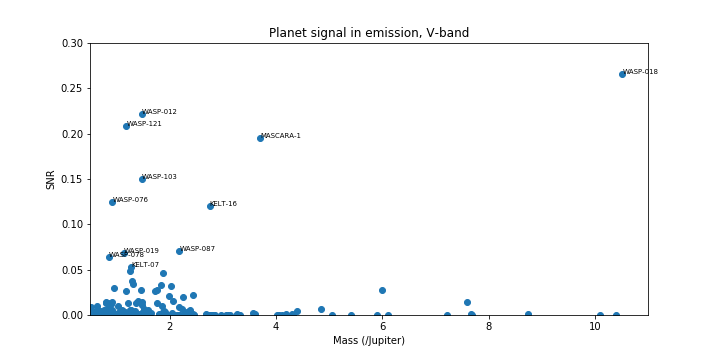 Planet signal in emission, V-band
0.30
0.25
0.20
0.15
0.10
0.05
0.00
SNR
WASP-018
WASP-012
WASP-121
MASCARA-1
WASP-103
WASP-076
KELT-16
WASP-087
WASP-019
WASP-078
KELT-07
2 4 6 8 10
Mass (/Jupiter)